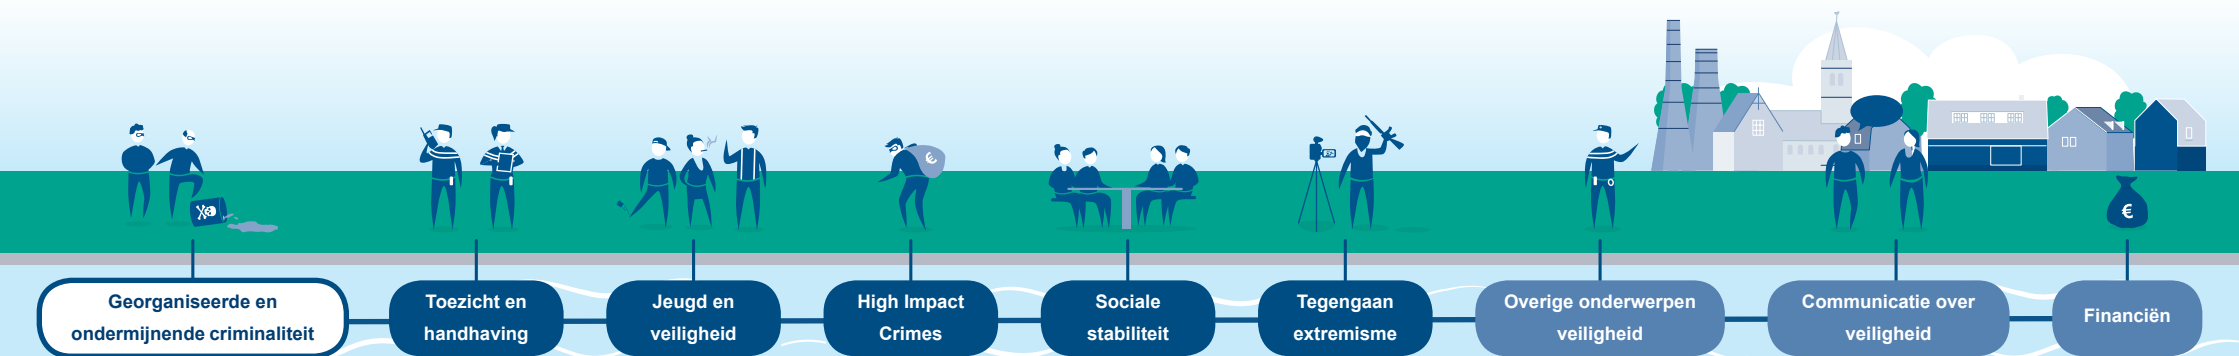 €
€
Georganiseerde en
ondermijnende criminaliteit
Toezicht en
handhaving
Jeugd en
veiligheid
High Impact
Crimes
Sociale
stabiliteit
Tegengaan
extremisme
Overige onderwerpen
veiligheid
Communicatie over
veiligheid
Financiën